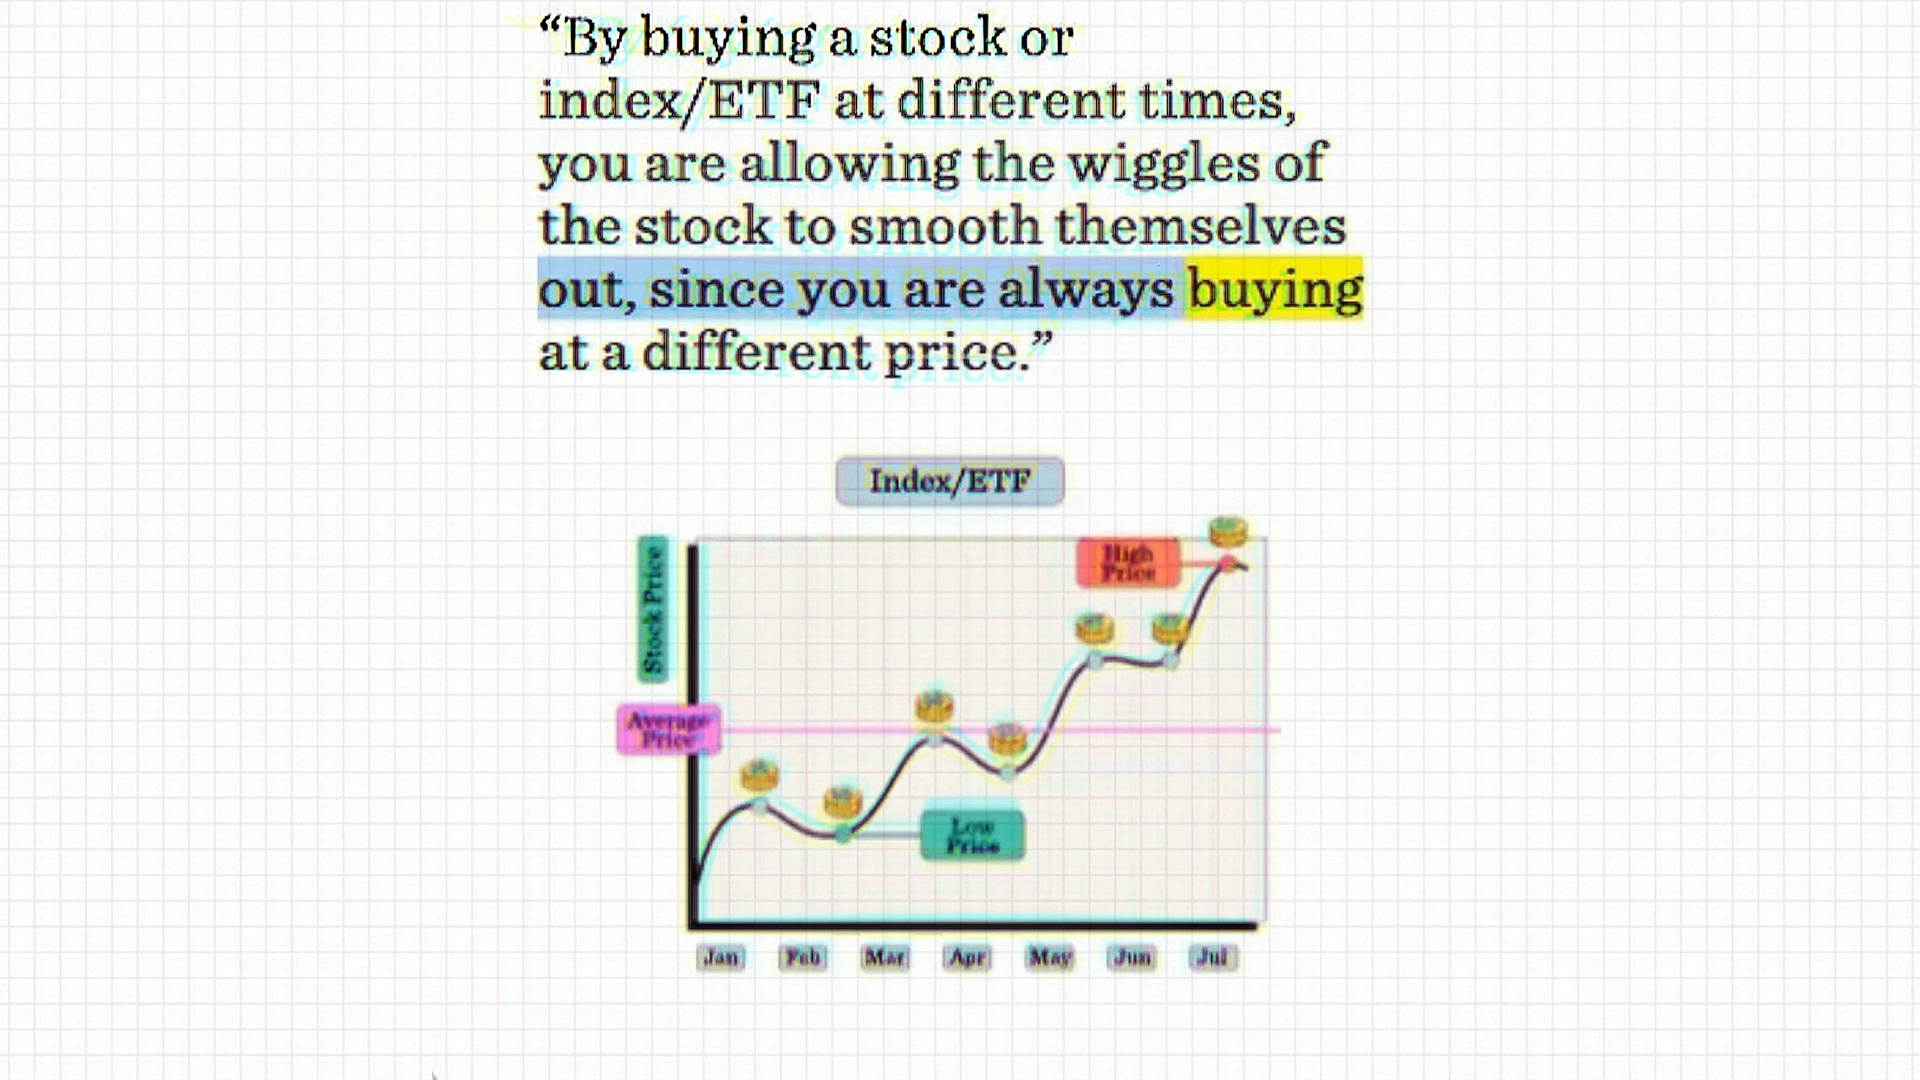 “By buying a stock or
index/ETF at different times,
you are allowing the wiggles of
the stock to smooth themselves
out, since you are always buying
at a different price.”
Index/ETF
Stock Price
High
Price
Average
Price
Low
Price
Jan Feb Mar Apr May Jun Jul